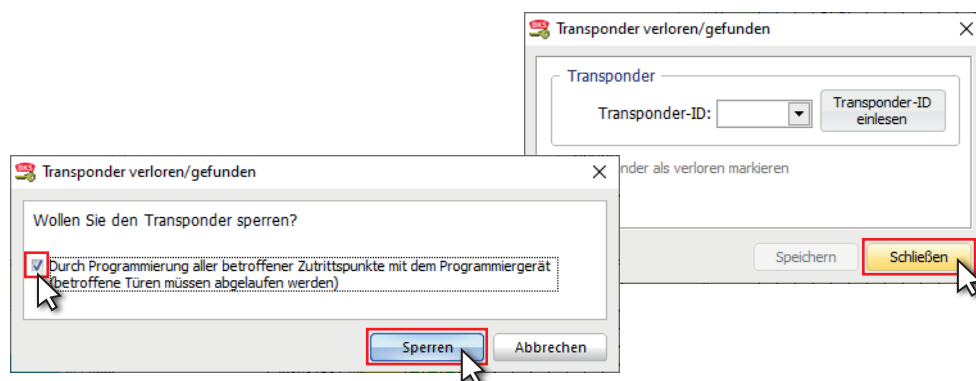 Transponder verloren/gefunden
Transponder
Transponder-ID:
Transponder-ID
einlesen
nder als verloren markieren
Speichern
Schließen
BKS
Transponder verloren/gefunden
Wollen Sie den Transponder sperren?
Durch Programmierung aller betroffener Zutrittspunkte mit dem Programmiergerät
(betroffene Türen müssen abgelaufen werden)
Sperren
Abbrechen